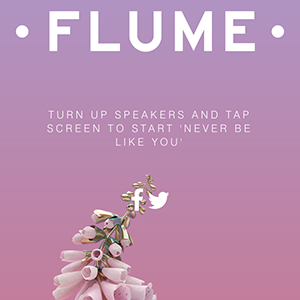 • FLUME •
TURN UP SPEAKERS AND TAP
SCREEN TO START 'NEVER BE
LIKE YOU'